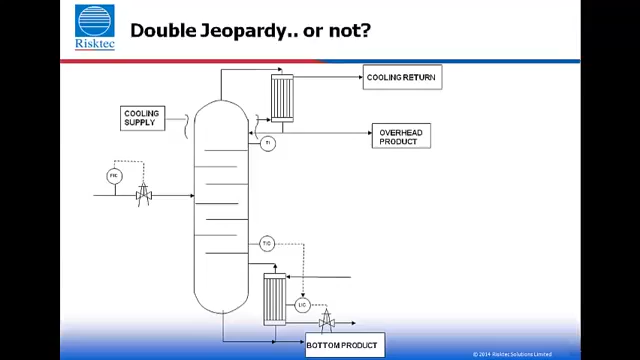 Risktec
Double Jeopardy.. or not?
COOLING RETURN
COOLING
SUPPLY
OVERHEAD
PRODUCT
TI
FIC
TIC
LIC
BOTTOM PRODUCT
© 2014 Risktec Solutions Limited